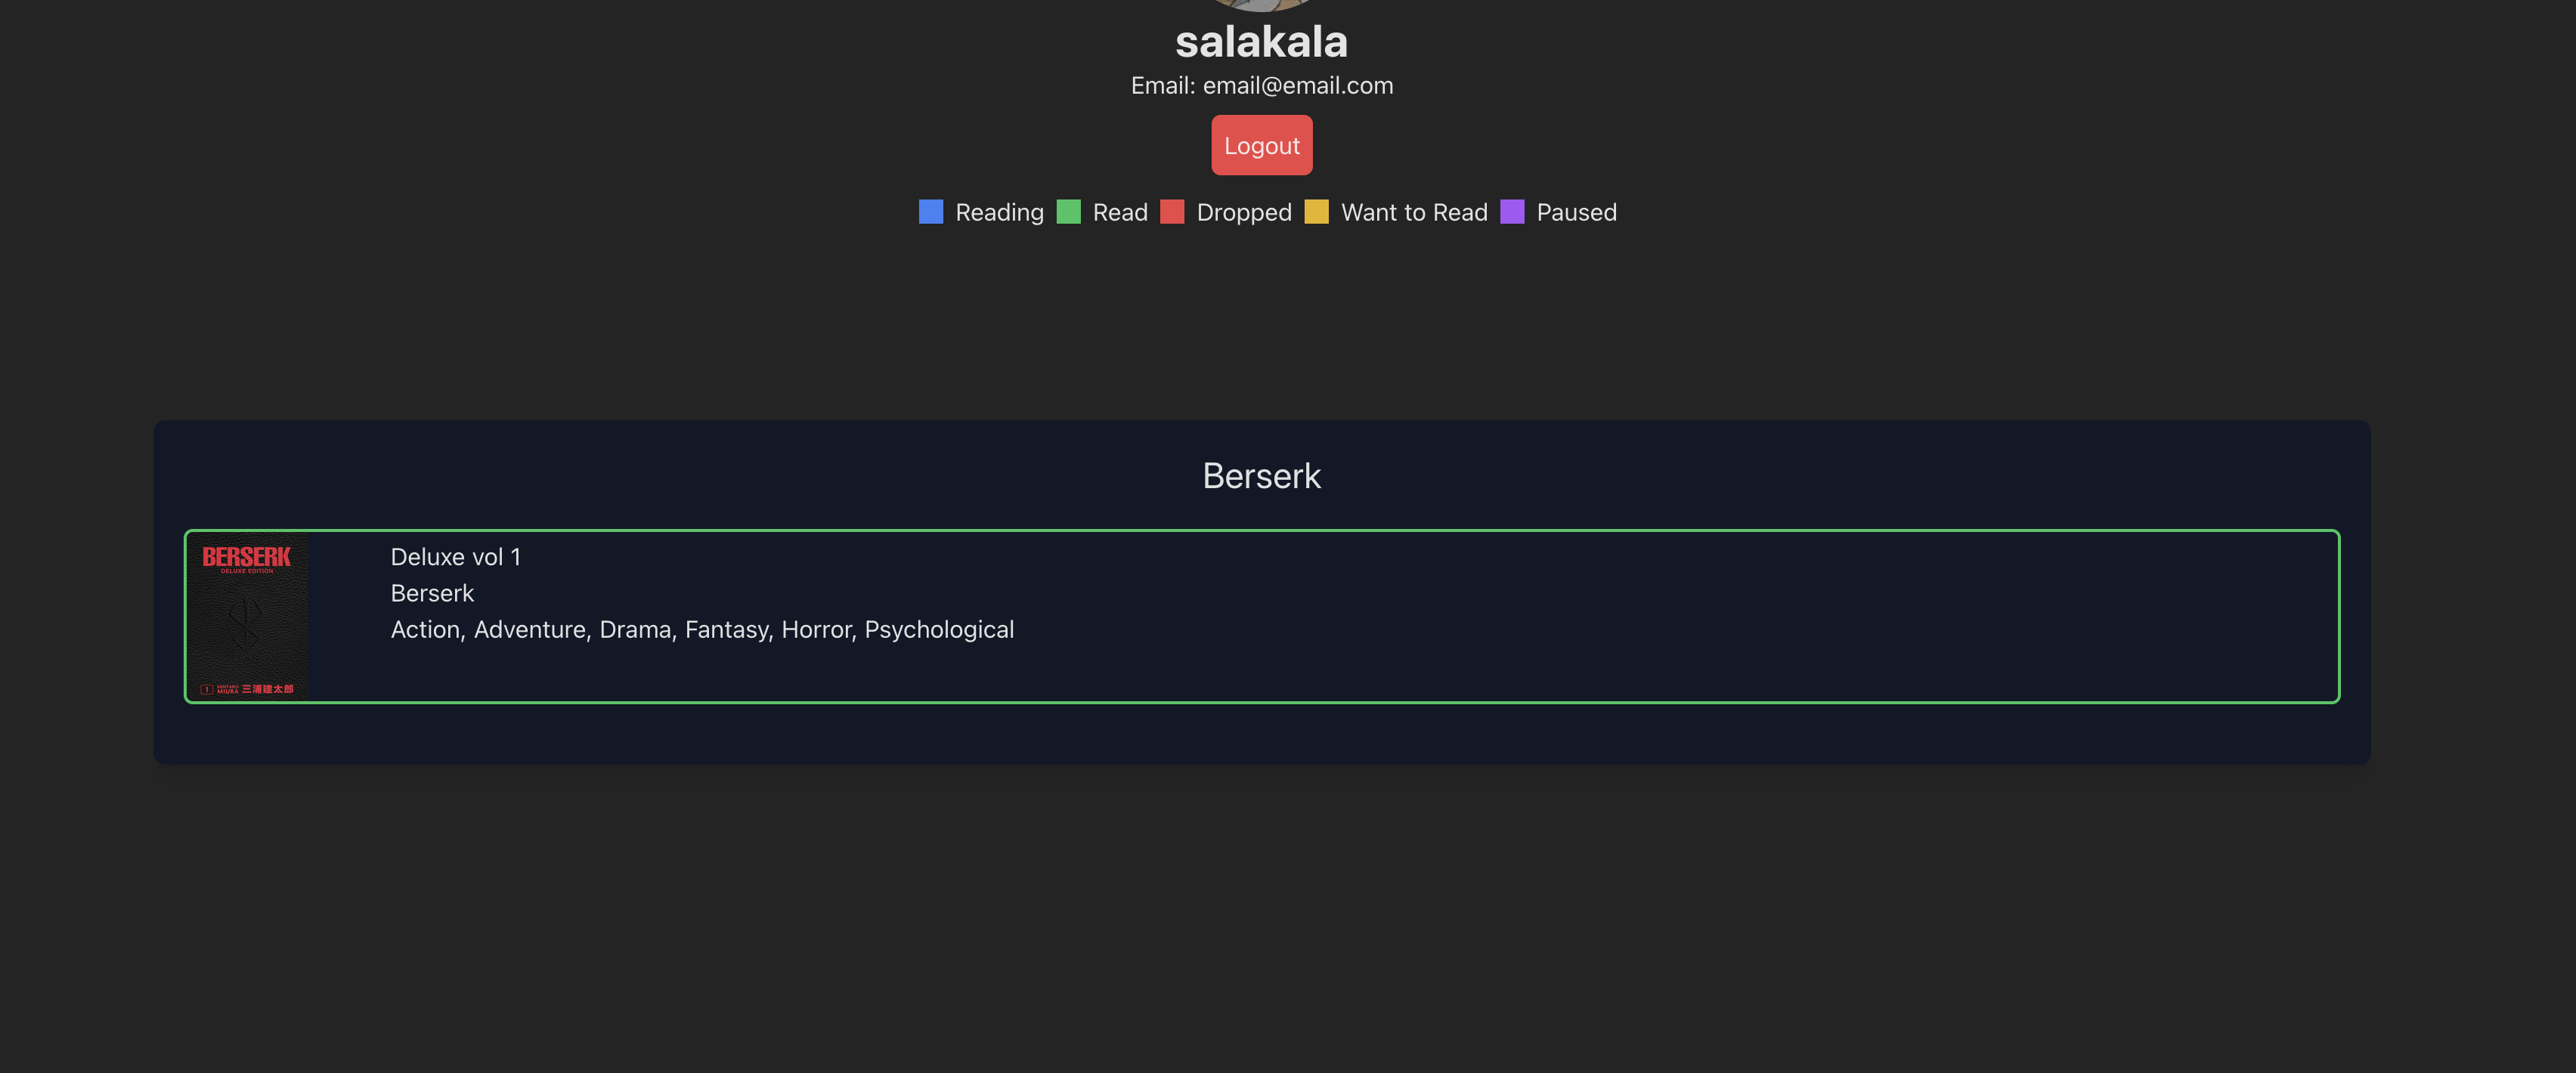 salakala
Email: email@email.com
Logout
Reading Read Dropped Want to Read Paused
Berserk
BERSERK
DELUXE EDITION
1 KENTARO MIURA 三浦建太郎
Deluxe vol 1
Berserk
Action, Adventure, Drama, Fantasy, Horror, Psychological